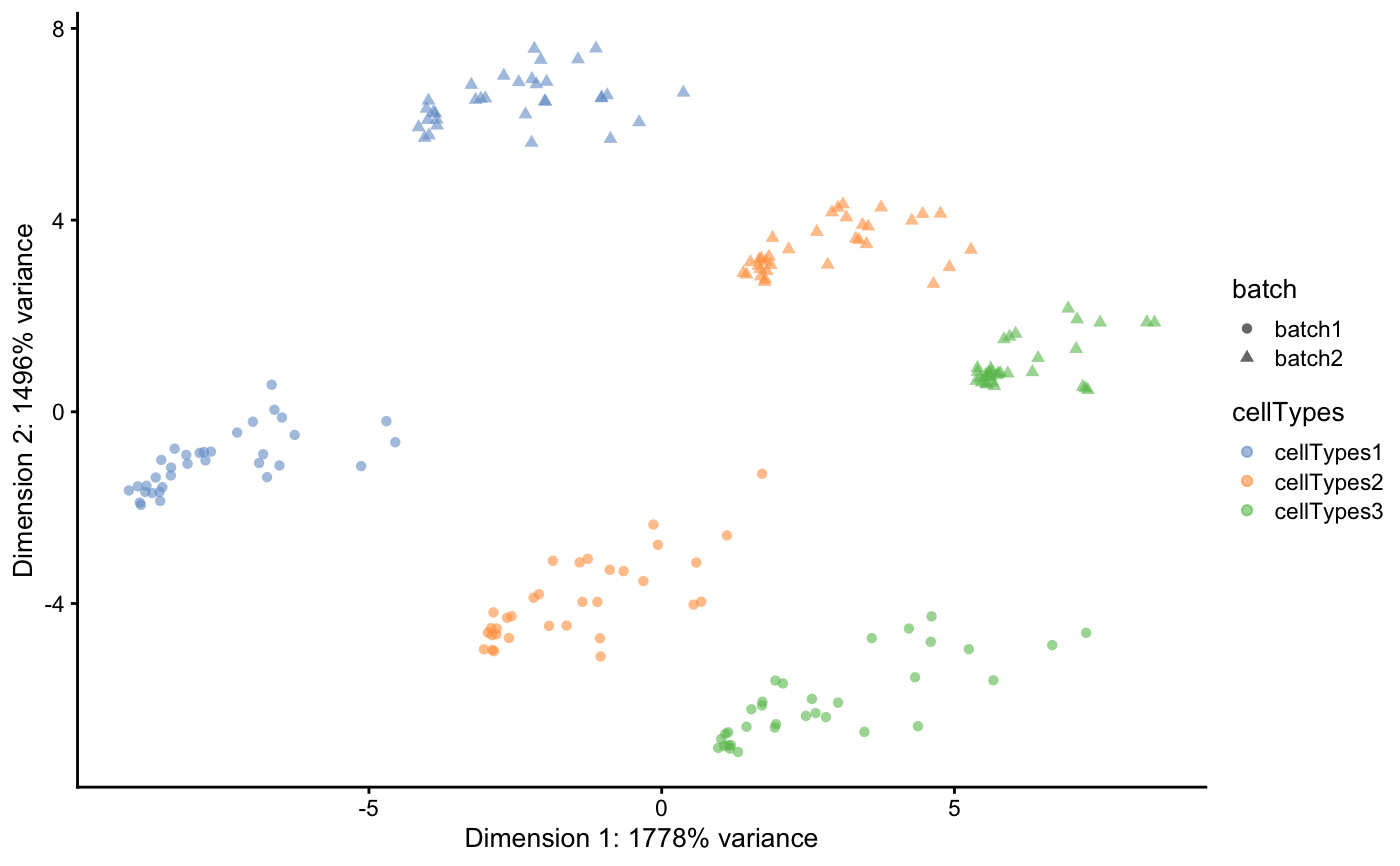 8
4
0
-4
Dimension 2: 1496% variance
-5
0
5
Dimension 1: 1778% variance
batch
batch1
batch2
cellTypes
cellTypes1
cellTypes2
cellTypes3